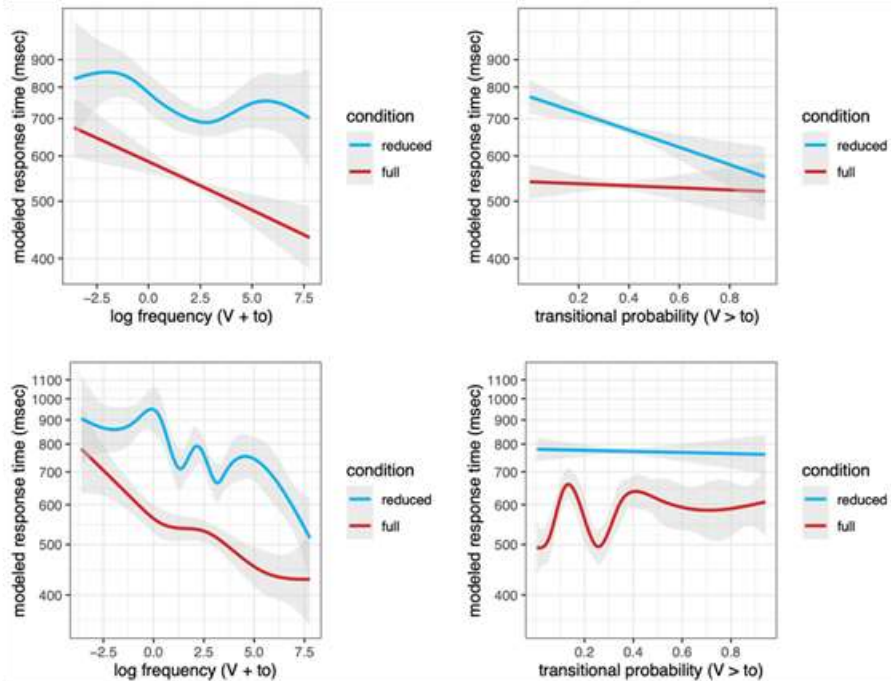 modeled response time (msec)
900
800
700
600
500
400
−2.5
0.0
2.5
5.0
7.5
log frequency (V + to)
condition
reduced
full
modeled response time (msec)
900
800
700
600
500
400
0.2
0.4
0.6
0.8
transitional probability (V > to)
condition
reduced
full
modeled response time (msec)
1100
1000
900
800
700
600
500
400
−2.5
0.0
2.5
5.0
7.5
log frequency (V + to)
condition
reduced
full
modeled response time (msec)
1100
1000
900
800
700
600
500
400
0.2
0.4
0.6
0.8
transitional probability (V > to)
condition
reduced
full